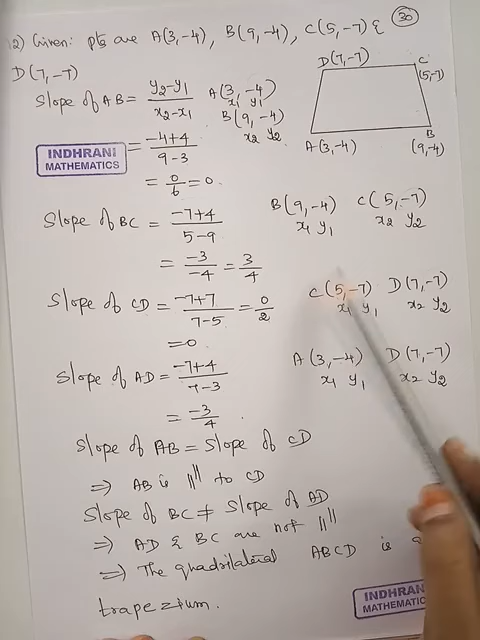 30
12) Given: pts are A(3,-4), B(9,-4), C(5,-7) &
D(7,-7)
Slope of AB = y2-y1 / x2-x1
A(3, -4)
x1 y1
B(9, -4)
x2 y2
D(7,-7) C (5,-7)
A(3,-4) B (9,-4)
INDHRANI
MATHEMATICS
= -4+4 / 9-3
= 0/6 = 0.
Slope of BC = -7+4 / 5-9
B(9, -4) C(5, -7)
x1 y1 x2 y2
= -3/-4 = 3/4
Slope of CD = -7+7 / 7-5 = 0/2
C(5,-7) D(7,-7)
x1 y1 x2 y2
= 0
Slope of AD = -7+4 / 7-3
A(3,-4) D(7,-7)
x1 y1 x2 y2
= -3/4 .
Slope of AB = Slope of CD
⇒ AB is ||ll to CD
Slope of BC ≠ Slope of AD
⇒ AD & BC are not ||ll
⇒ The quadrilateral ABCD is a
trapezium.
INDHRANI
MATHEMATICS